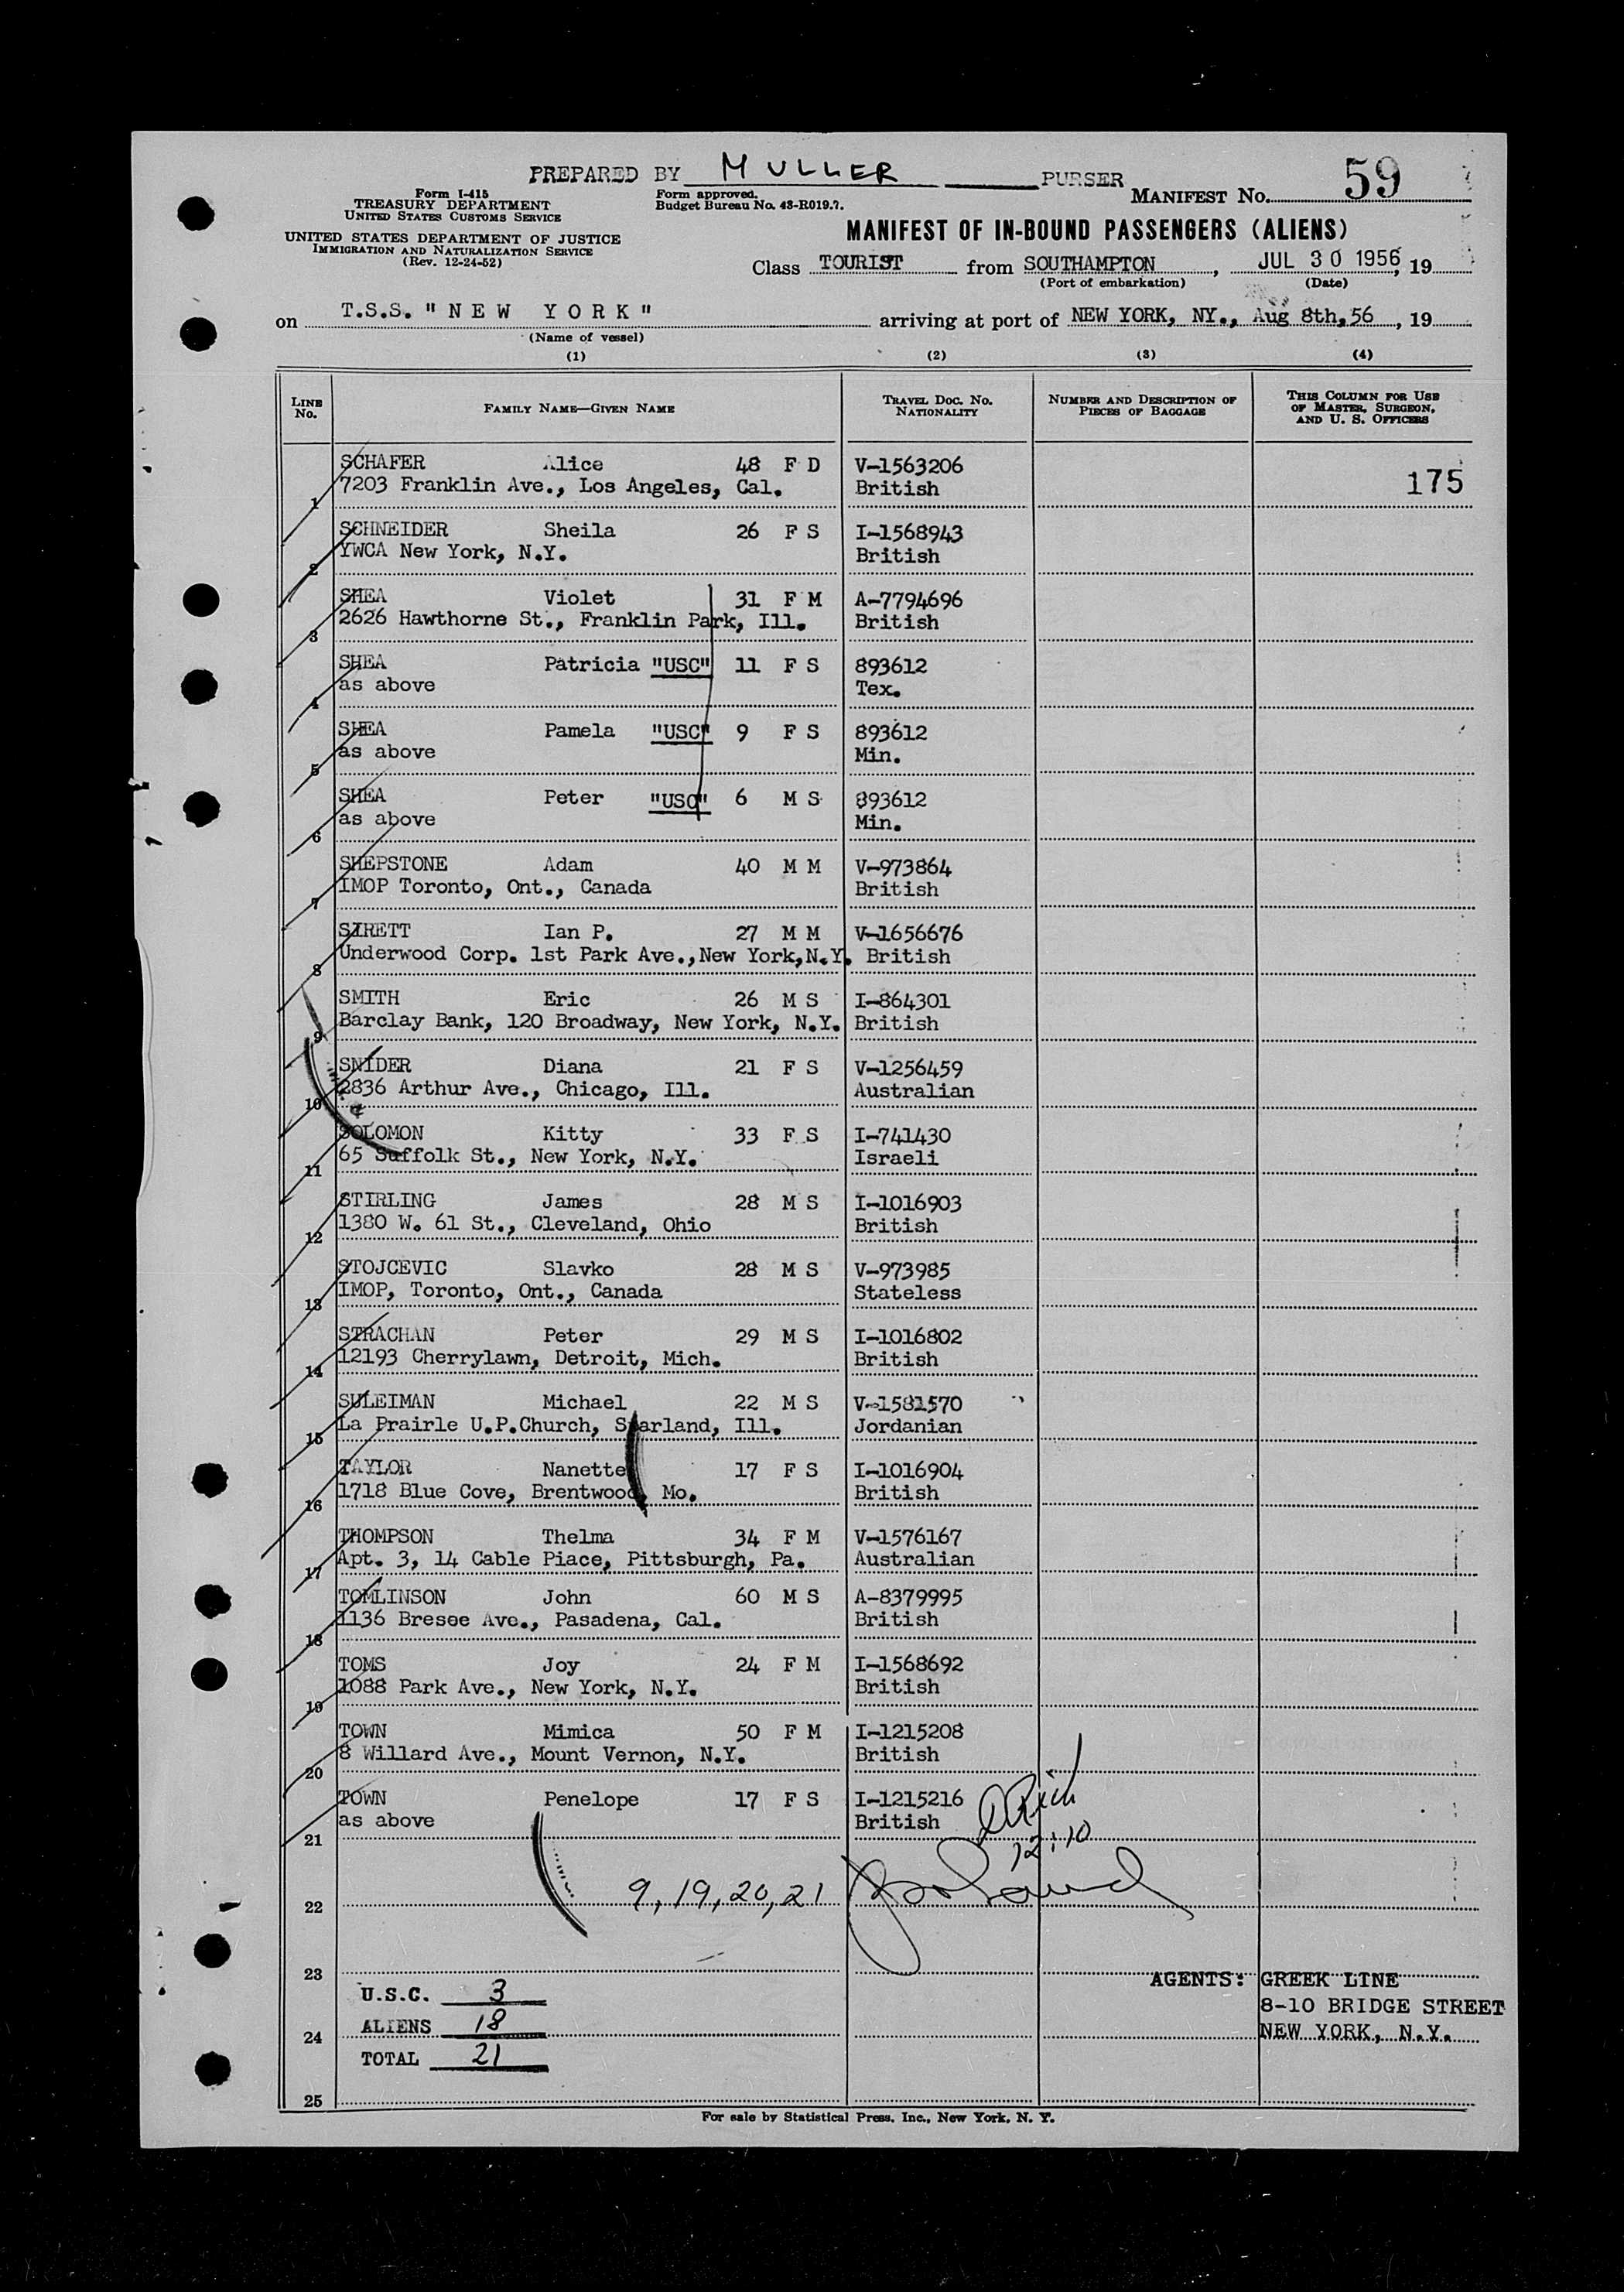 PREPARED BY MULLER PURSER
Form I-415
TREASURY DEPARTMENT
UNITED STATES CUSTOMS SERVICE
Form approved.
Budget Bureau No. 43-R019.7.
MANIFEST No. 59
UNITED STATES DEPARTMENT OF JUSTICE
IMMIGRATION AND NATURALIZATION SERVICE
(Rev. 12-24-52)
MANIFEST OF IN-BOUND PASSENGERS (ALIENS)
Class TOURIST from SOUTHAMPTON, JUL 30 1956, 19
(Port of embarkation) (Date)
on T.S.S. "NEW YORK" arriving at port of NEW YORK, NY., Aug 8th,56, 19
(Name of vessel)
(1) (2) (3) (4)
LINE No. FAMILY NAME—GIVEN NAME TRAVEL DOC. No. NATIONALITY NUMBER AND DESCRIPTION OF PIECES OF BAGGAGE THIS COLUMN FOR USE OF MASTER, SURGEON, AND U. S. OFFICERS
SCHAFER Alice 48 F D V-1563206
1 7203 Franklin Ave., Los Angeles, Cal. British 175
SCHNEIDER Sheila 26 F S I-1568943
2 YWCA New York, N.Y. British
SHEA Violet 31 F M A-7794696
3 2626 Hawthorne St., Franklin Park, Ill. British
SHEA Patricia "USC" 11 F S 893612
4 as above Tex.
SHEA Pamela "USC" 9 F S 893612
5 as above Min.
SHEA Peter "USC" 6 M S 893612
6 as above Min.
SHEPSTONE Adam 40 M M V-973864
7 IMOP Toronto, Ont., Canada British
SIRETT Ian P. 27 M M V-1656676
8 Underwood Corp. 1st Park Ave.,New York,N.Y. British
SMITH Eric 26 M S I-864301
9 Barclay Bank, 120 Broadway, New York, N.Y. British
SNIDER Diana 21 F S V-1256459
10 2836 Arthur Ave., Chicago, Ill. Australian
SOLOMON Kitty 33 F S I-741430
11 65 Suffolk St., New York, N.Y. Israeli
STIRLING James 28 M S I-1016903
12 1380 W. 61 St., Cleveland, Ohio British
STOJCEVIC Slavko 28 M S V-973985
13 IMOP, Toronto, Ont., Canada Stateless
STRACHAN Peter 29 M S I-1016802
14 12193 Cherrylawn, Detroit, Mich. British
SULEIMAN Michael 22 M S V-1581570
15 La Prairle U.P.Church, Sparland, Ill. Jordanian
TAYLOR Nanette 17 F S I-1016904
16 1718 Blue Cove, Brentwood, Mo. British
THOMPSON Thelma 34 F M V-1576167
17 Apt. 3, 14 Cable Piace, Pittsburgh, Pa. Australian
TOMLINSON John 60 M S A-8379995
18 1136 Bresee Ave., Pasadena, Cal. British
TOMS Joy 24 F M I-1568692
19 1088 Park Ave., New York, N.Y. British
TOWN Mimica 50 F M I-1215208
20 8 Willard Ave., Mount Vernon, N.Y. British
TOWN Penelope 17 F S I-1215216
21 as above British
12:10
22 9, 19, 20, 21
23 AGENTS: GREEK LINE
U.S.C. 3 8-10 BRIDGE STREET
24 ALIENS 18 NEW YORK, N.Y.
TOTAL 21
25
For sale by Statistical Press, Inc., New York, N. Y.